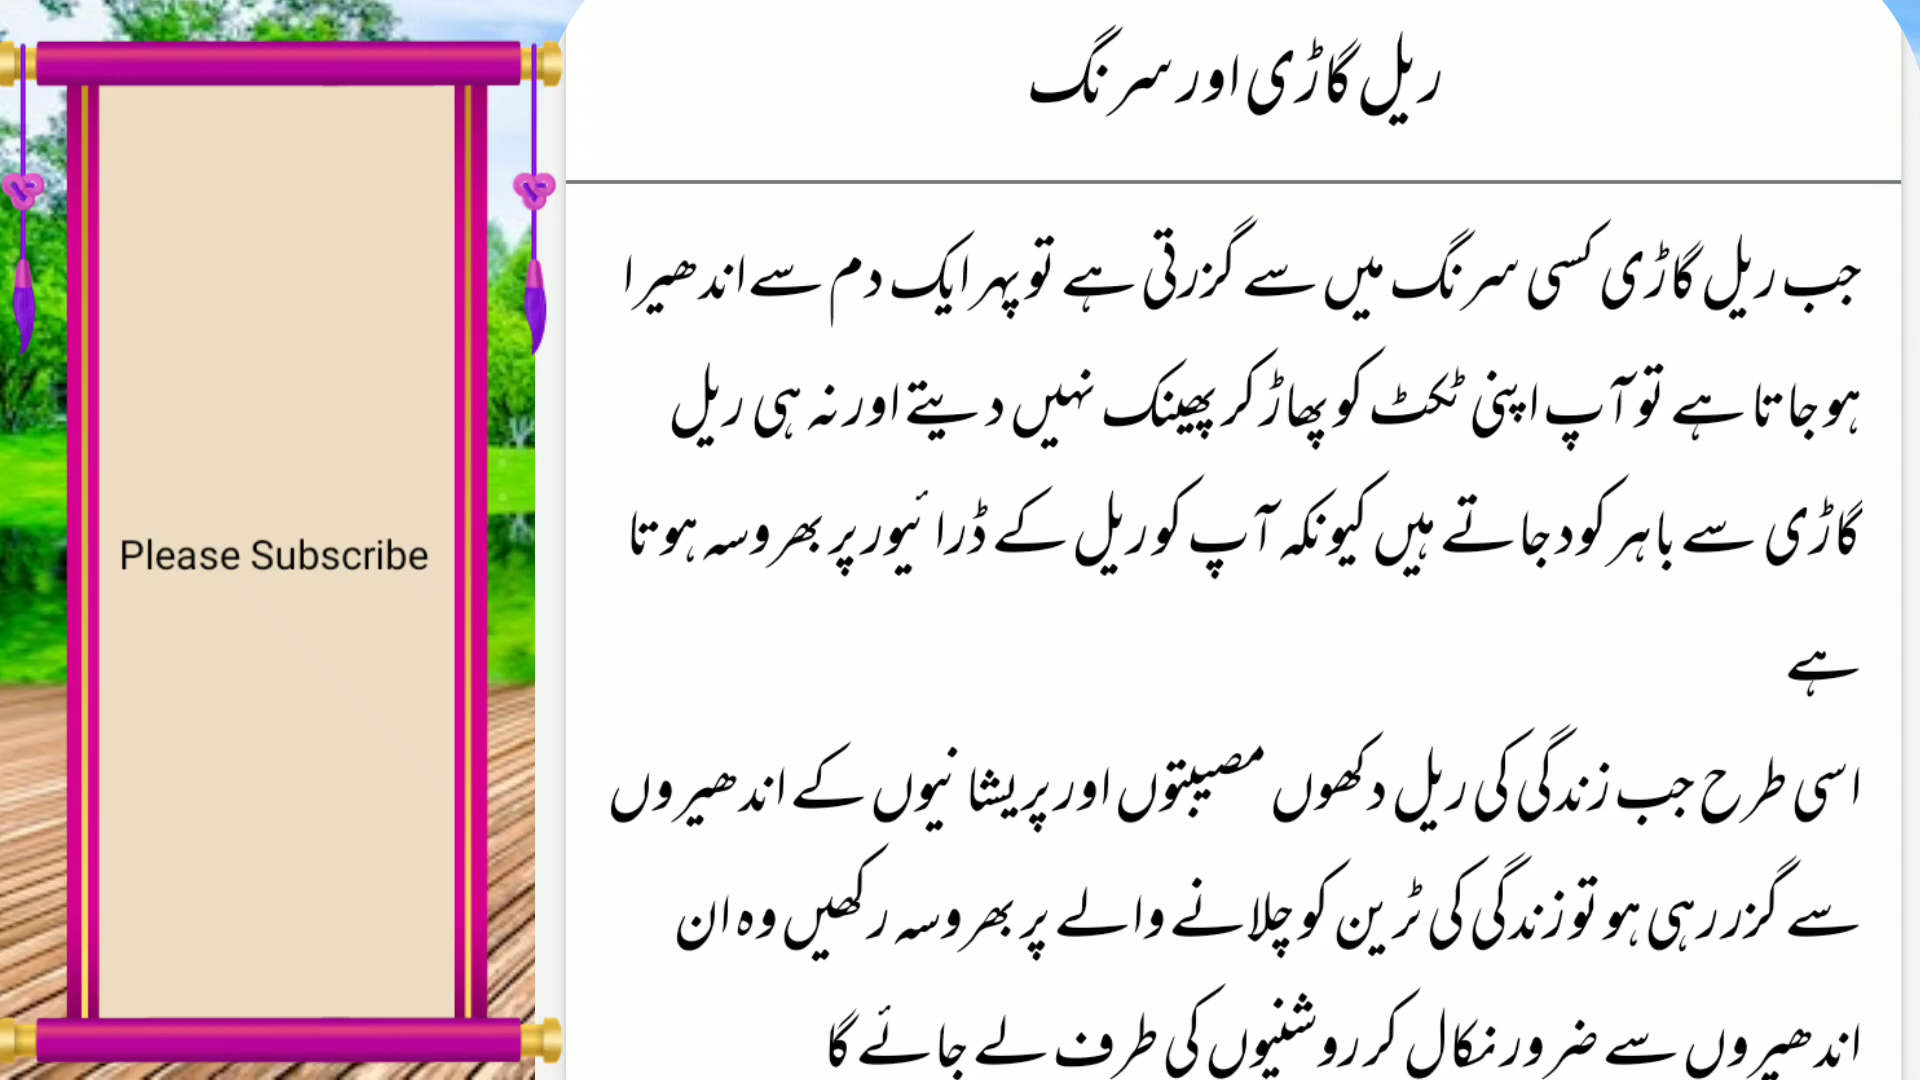 ریل گاڑی اور سرنگ
جب ریل گاڑی کسی سرنگ میں سے گزرتی ہے تو پہر ایک دم سے اندھیرا
ہو جاتا ہے تو آپ اپنی ٹکٹ کو پھاڑ کر پھینک نہیں دیتے اور نہ ہی ریل
گاڑی سے باہر کود جاتے ہیں کیونکہ آپ کو ریل کے ڈرائیور پر بھروسہ ہوتا
ہے
اسی طرح جب زندگی کی ریل دکھوں مصیبتوں اور پریشانیوں کے اندھیروں
سے گزر رہی ہو تو زندگی کی ٹرین کو چلانے والے پر بھروسہ رکھیں وہ ان
اندھیروں سے ضرور نکال کر روشنیوں کی طرف لے جائے گا
Please Subscribe